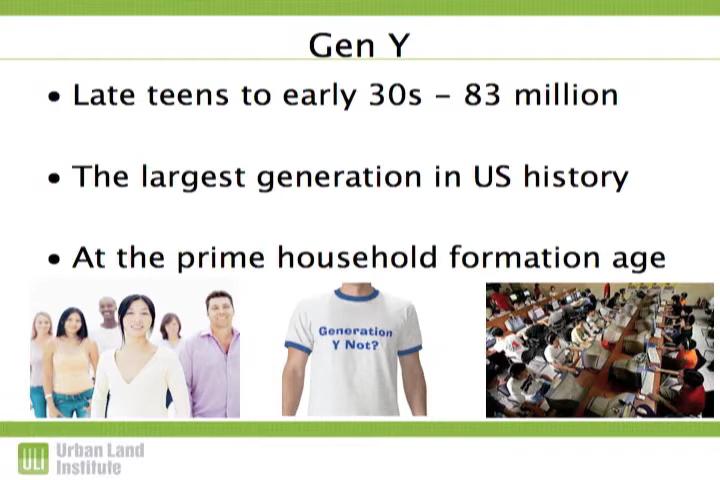 Gen Y
• Late teens to early 30s – 83 million
• The largest generation in US history
• At the prime household formation age
Generation
Y Not?
ULI
Urban Land
Institute